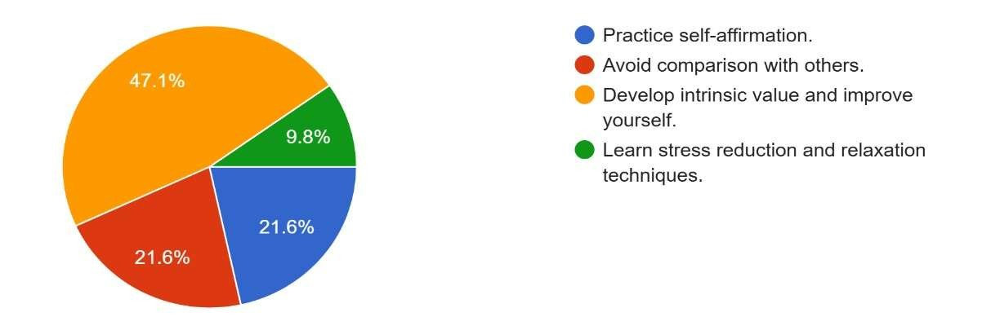 47.1%
9.8%
21.6%
21.6%
Practice self-affirmation.
Avoid comparison with others.
Develop intrinsic value and improve
yourself.
Learn stress reduction and relaxation
techniques.